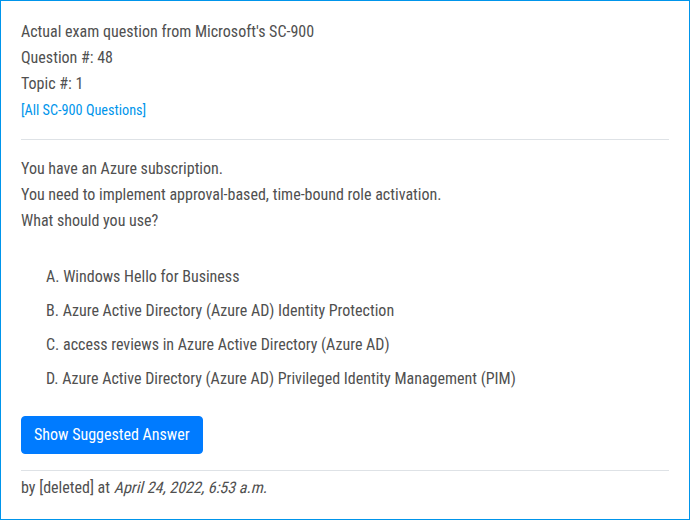 Actual exam question from Microsoft's SC-900
Question #: 48
Topic #: 1
[All SC-900 Questions]
You have an Azure subscription.
You need to implement approval-based, time-bound role activation.
What should you use?
A. Windows Hello for Business
B. Azure Active Directory (Azure AD) Identity Protection
C. access reviews in Azure Active Directory (Azure AD)
D. Azure Active Directory (Azure AD) Privileged Identity Management (PIM)
Show Suggested Answer
by [deleted] at April 24, 2022, 6:53 a.m.